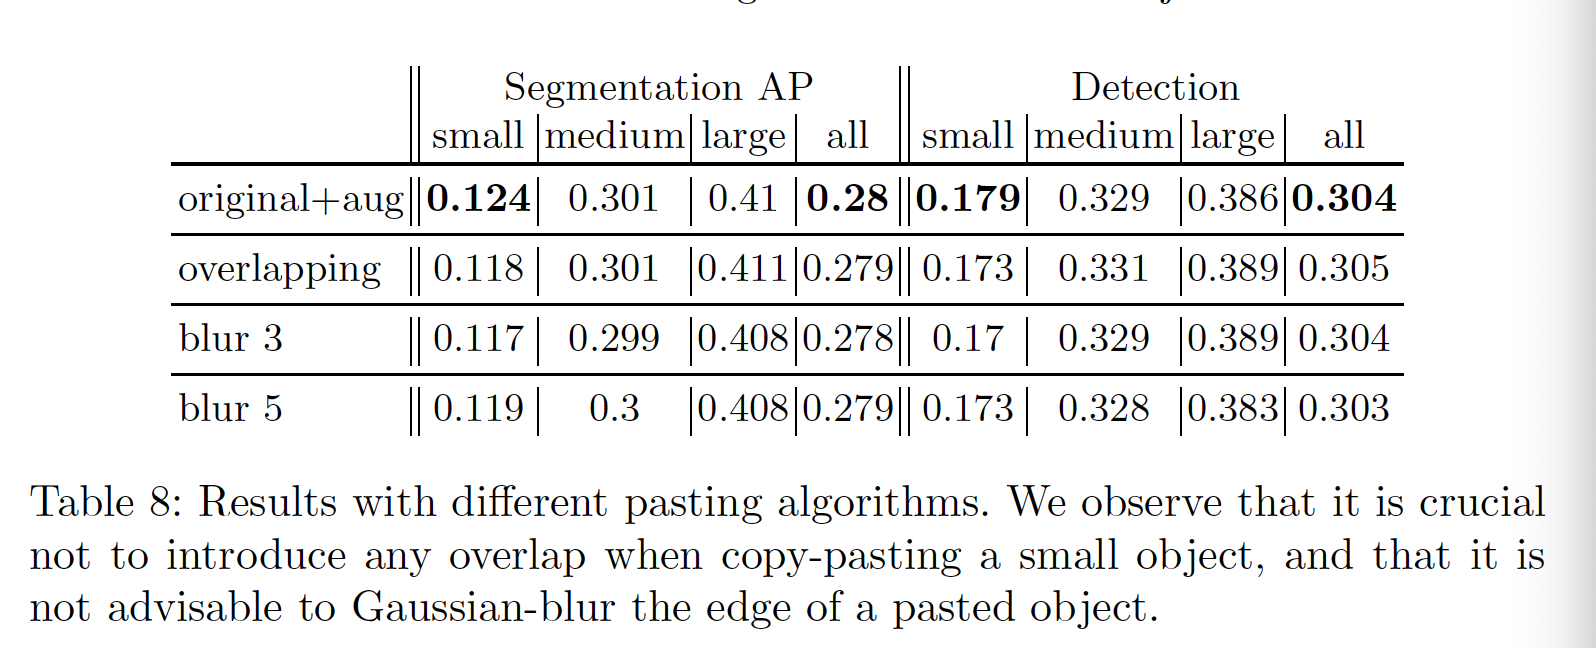 Segmentation AP Detection
small medium large all small medium large all
original+aug 0.124 0.301 0.41 0.28 0.179 0.329 0.386 0.304
overlapping 0.118 0.301 0.411 0.279 0.173 0.331 0.389 0.305
blur 3 0.117 0.299 0.408 0.278 0.17 0.329 0.389 0.304
blur 5 0.119 0.3 0.408 0.279 0.173 0.328 0.383 0.303
Table 8: Results with different pasting algorithms. We observe that it is crucial
not to introduce any overlap when copy-pasting a small object, and that it is
not advisable to Gaussian-blur the edge of a pasted object.